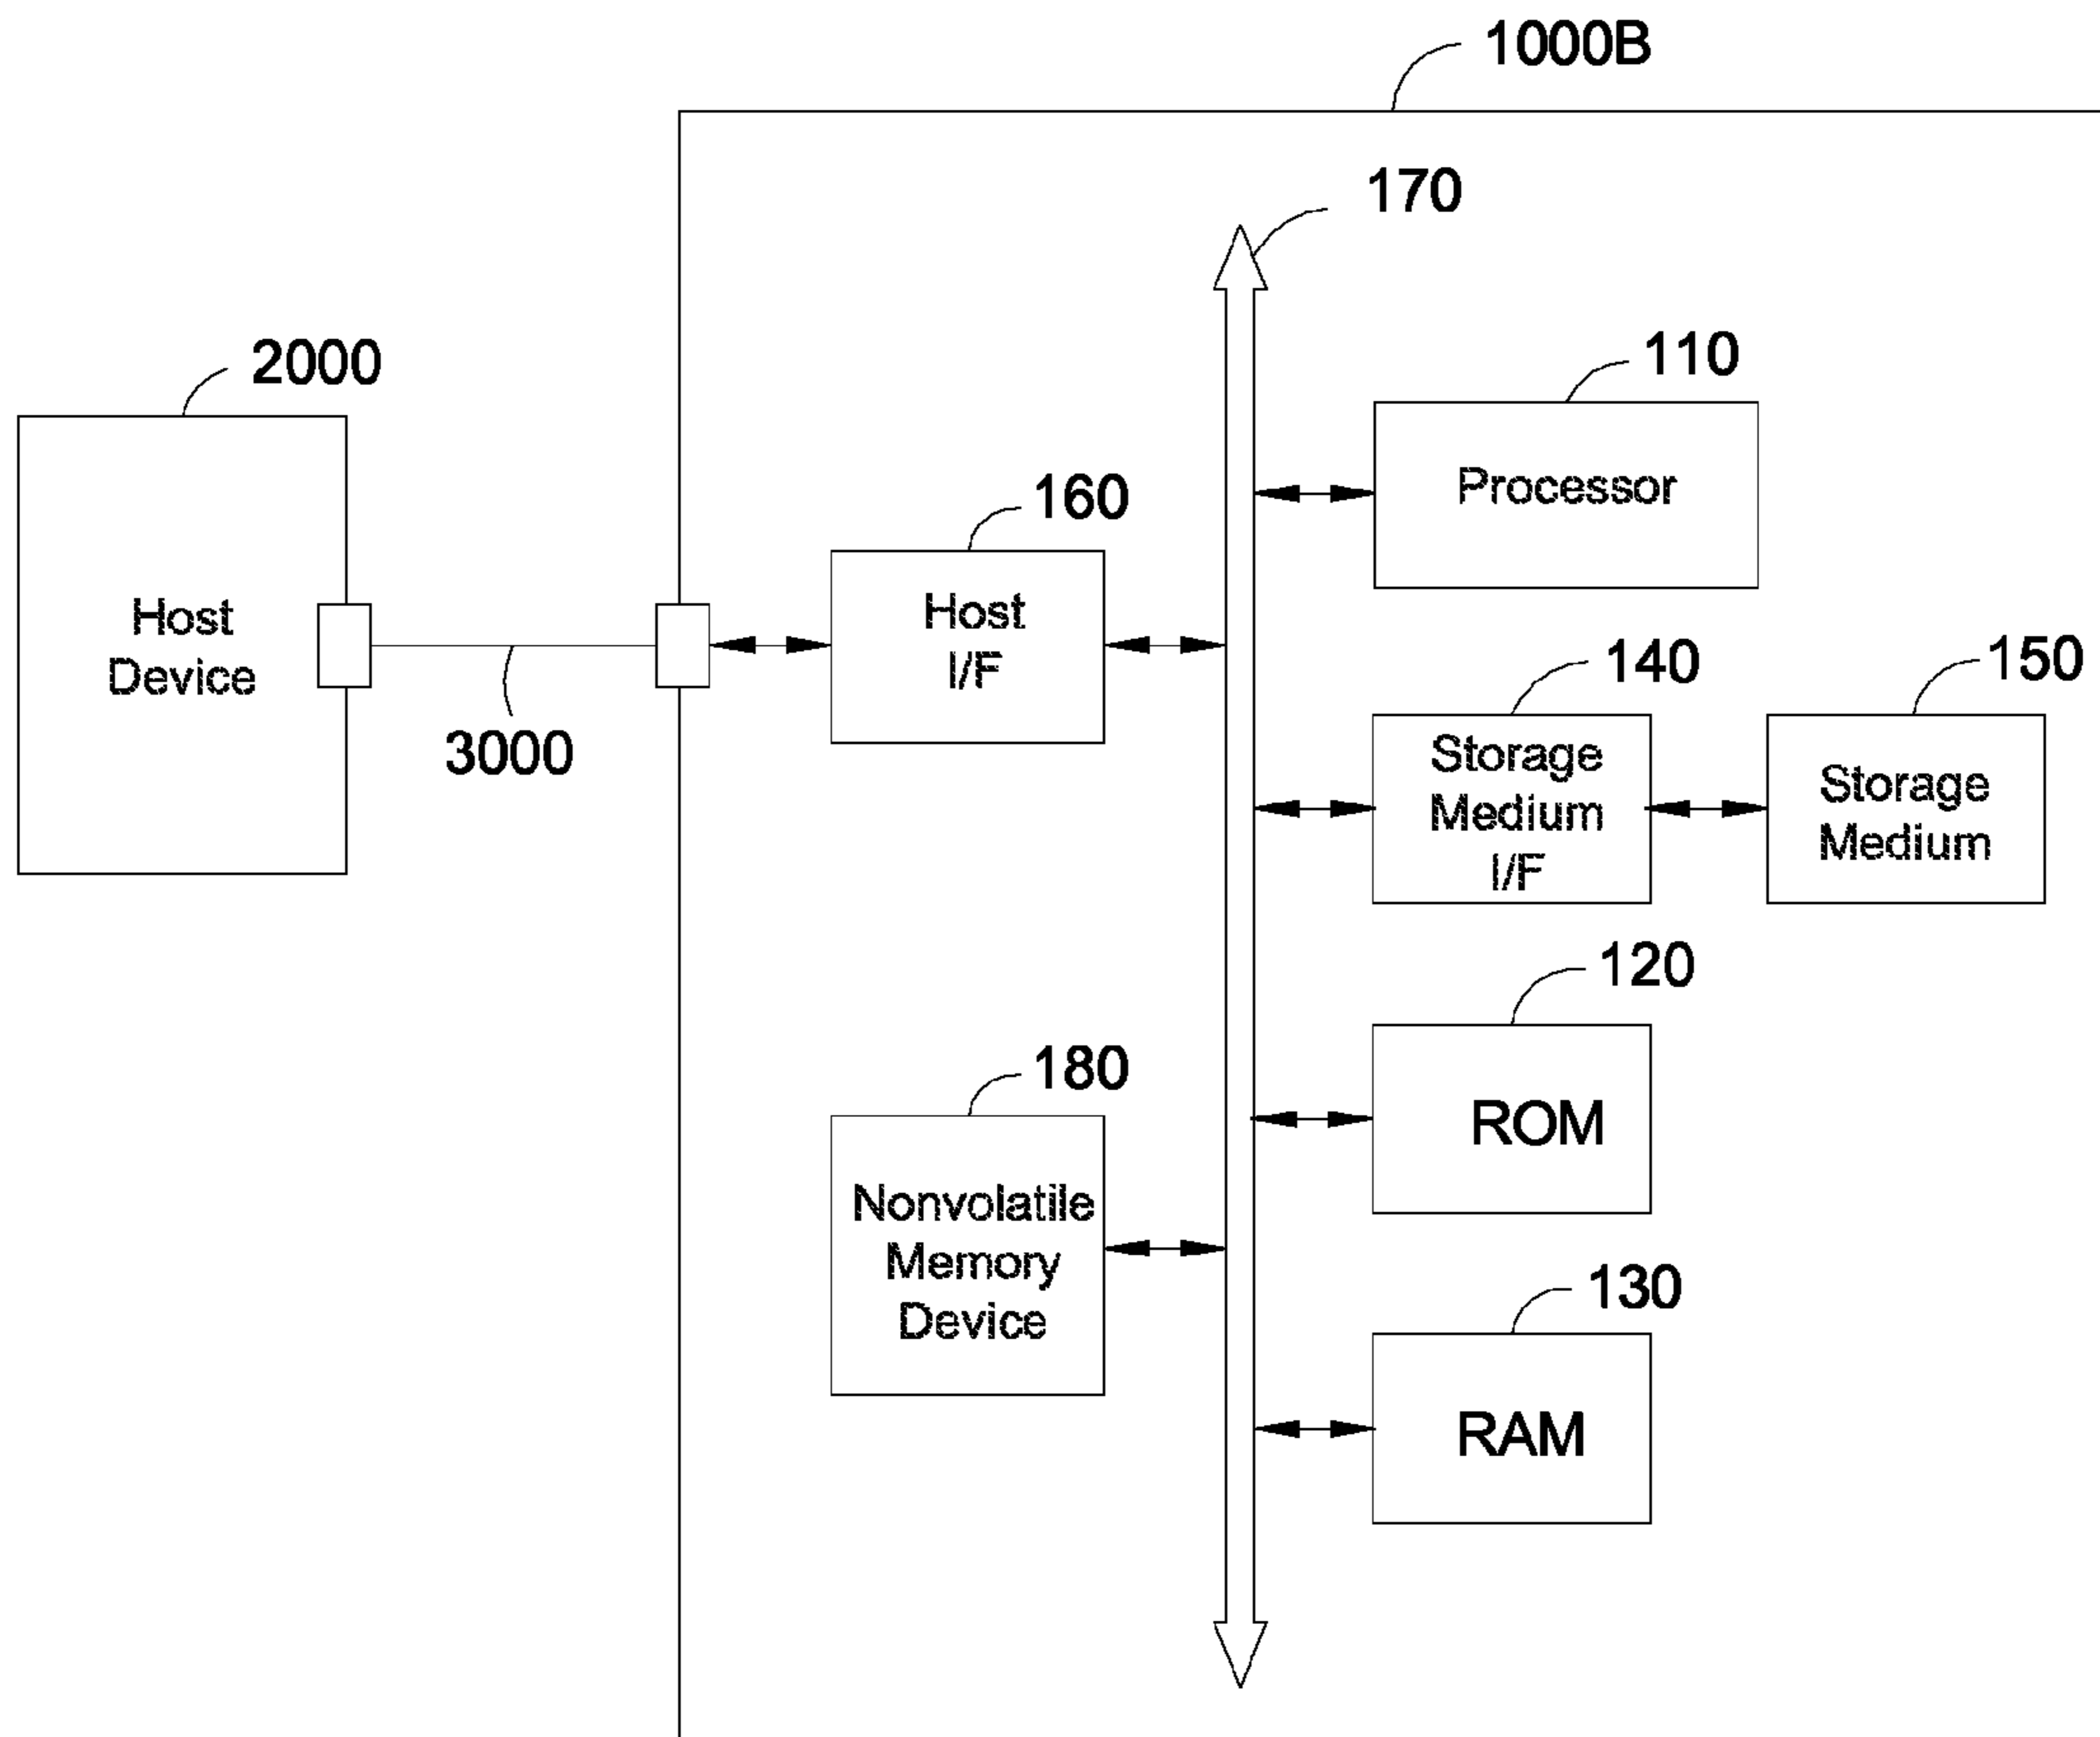 1000B
170
2000
110
Processor
160
Host
I/F
Host
Device
3000
140
150
Storage
Medium
I/F
Storage
Medium
120
ROM
180
Nonvolatile
Memory
Device
130
RAM